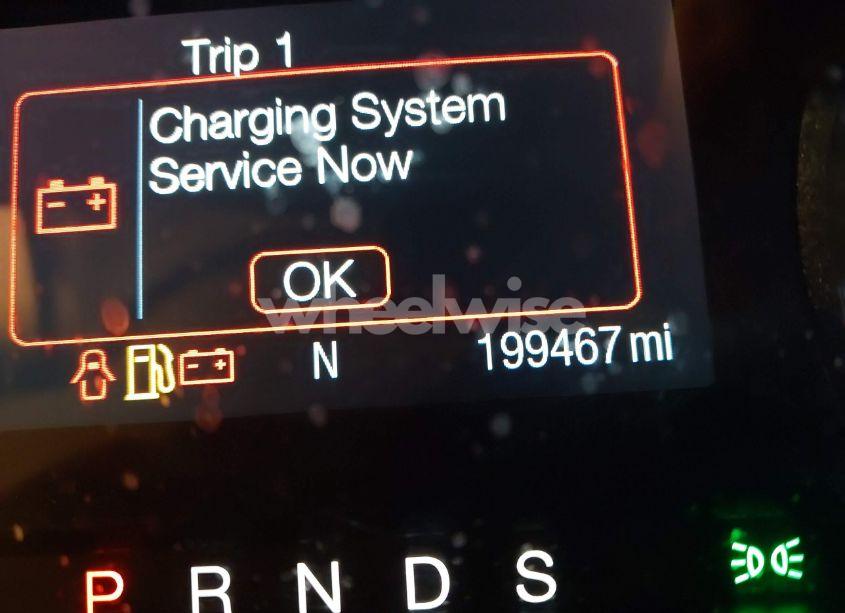 Trip 1
Charging System
Service Now
OK
wheelwise
N 199467 mi
P R N D S